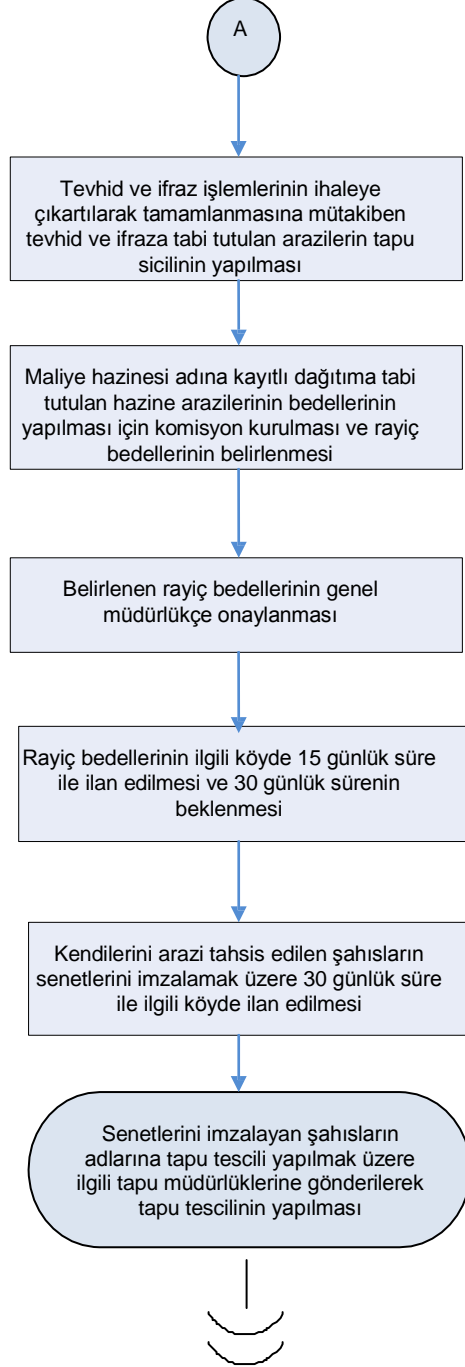 A
Tevhid ve ifraz işlemlerinin ihaleye
çıkartılarak tamamlanmasına mütakiben
tevhid ve ifraza tabi tutulan arazilerin tapu
sicilinin yapılması
Maliye hazinesi adına kayıtlı dağıtıma tabi
tutulan hazine arazilerinin bedellerinin
yapılması için komisyon kurulması ve rayiç
bedellerinin belirlenmesi
Belirlenen rayiç bedellerinin genel
müdürlükçe onaylanması
Rayiç bedellerinin ilgili köyde 15 günlük süre
ile ilan edilmesi ve 30 günlük sürenin
beklenmesi
Kendilerini arazi tahsis edilen şahısların
senetlerini imzalamak üzere 30 günlük süre
ile ilgili köyde ilan edilmesi
Senetlerini imzalayan şahısların
adlarına tapu tescili yapılmak üzere
ilgili tapu müdürlüklerine gönderilerek
tapu tescilinin yapılması